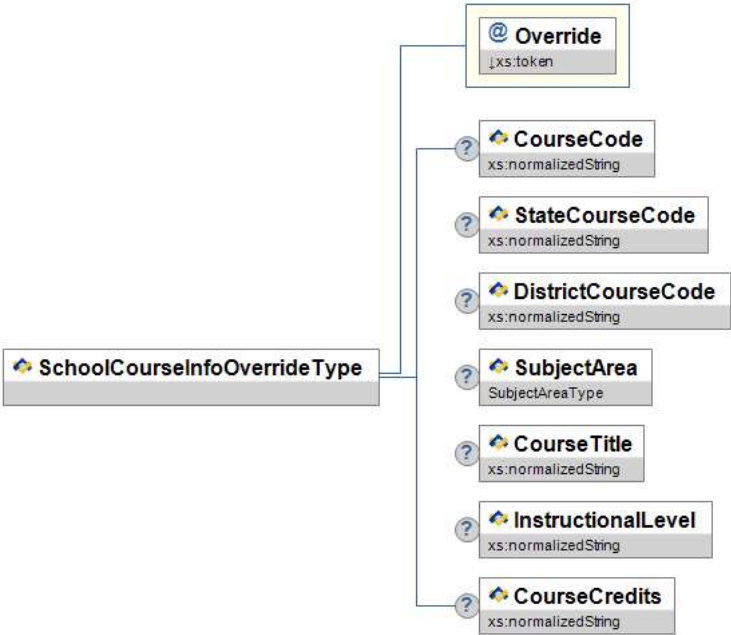 @ Override
↓xs:token
? CourseCode
xs:normalizedString
? StateCourseCode
xs:normalizedString
? DistrictCourseCode
xs:normalizedString
SchoolCourseInfoOverrideType
? SubjectArea
SubjectAreaType
? CourseTitle
xs:normalizedString
? InstructionalLevel
xs:normalizedString
? CourseCredits
xs:normalizedString